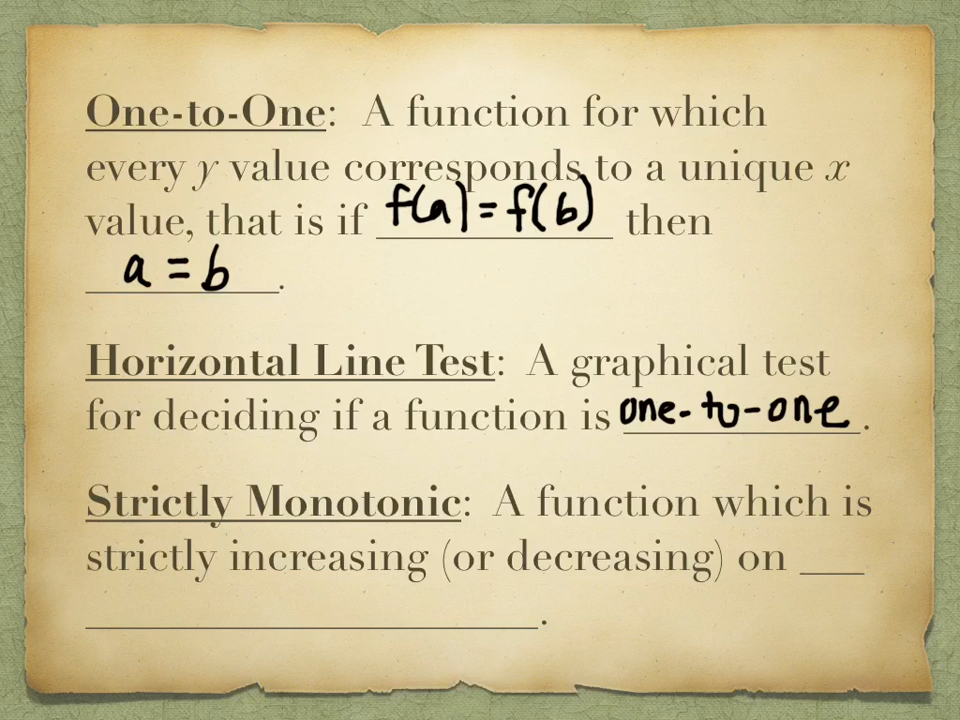 One-to-One: A function for which
every y value corresponds to a unique x
value, that is if f(a)=f(b) then
a = b.
Horizontal Line Test: A graphical test
for deciding if a function is one-to-one.
Strictly Monotonic: A function which is
strictly increasing (or decreasing) on ___
______________________.